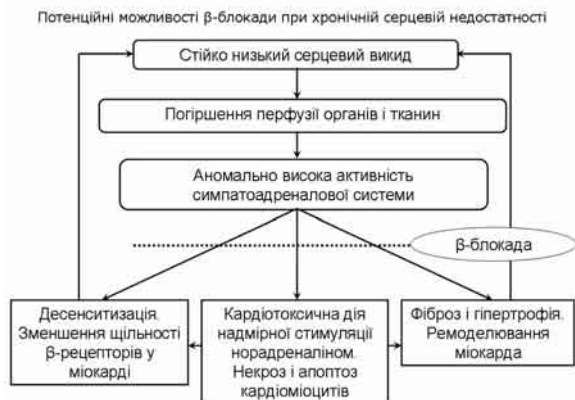 Потенційні можливості β-блокади при хронічній серцевій недостатності
Стійко низький серцевий викид
Погіршення перфузії органів і тканин
Аномально висока активність
симпатоадреналової системи
β-блокада
Десенситизація.
Зменшення щільності
β-рецепторів у
міокарді
Кардіотоксична дія
надмірної стимуляції
норадреналіном.
Некроз і апоптоз
кардіоміоцитів
Фіброз і гіпертрофія.
Ремоделювання
міокарда